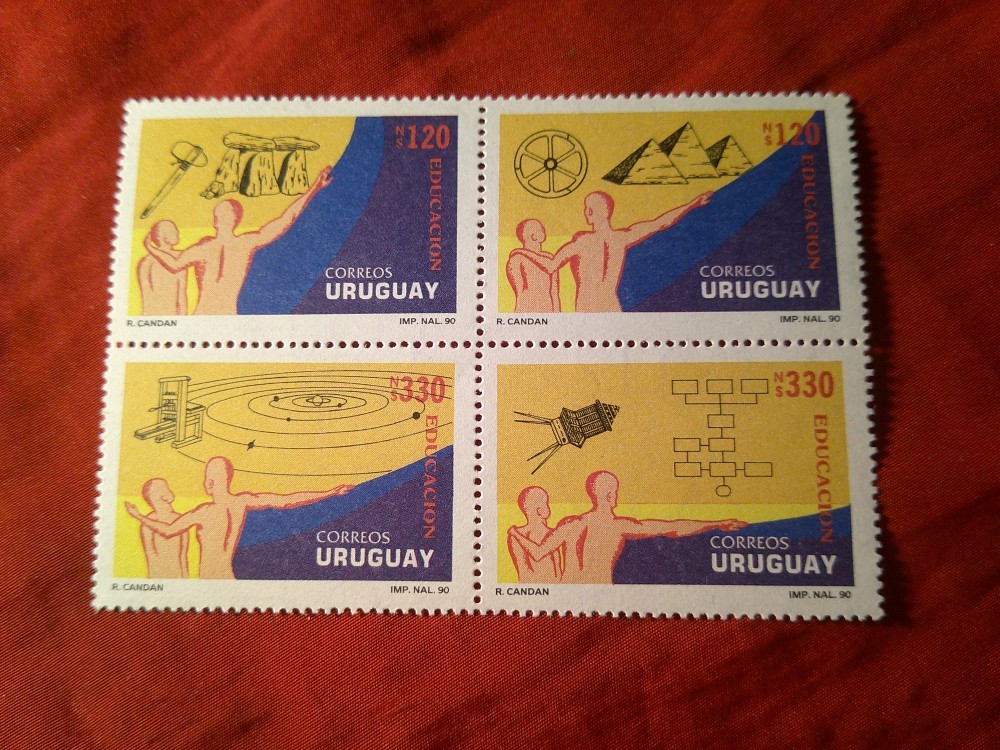 N$120
EDUCACION
CORREOS
URUGUAY
R. CANDAN
IMP. NAL. 90
N$120
EDUCACION
CORREOS
URUGUAY
R. CANDAN
IMP. NAL. 90
N$330
EDUCACION
CORREOS
URUGUAY
R. CANDAN
IMP. NAL. 90
N$330
EDUCACION
CORREOS
URUGUAY
R. CANDAN
IMP. NAL. 90